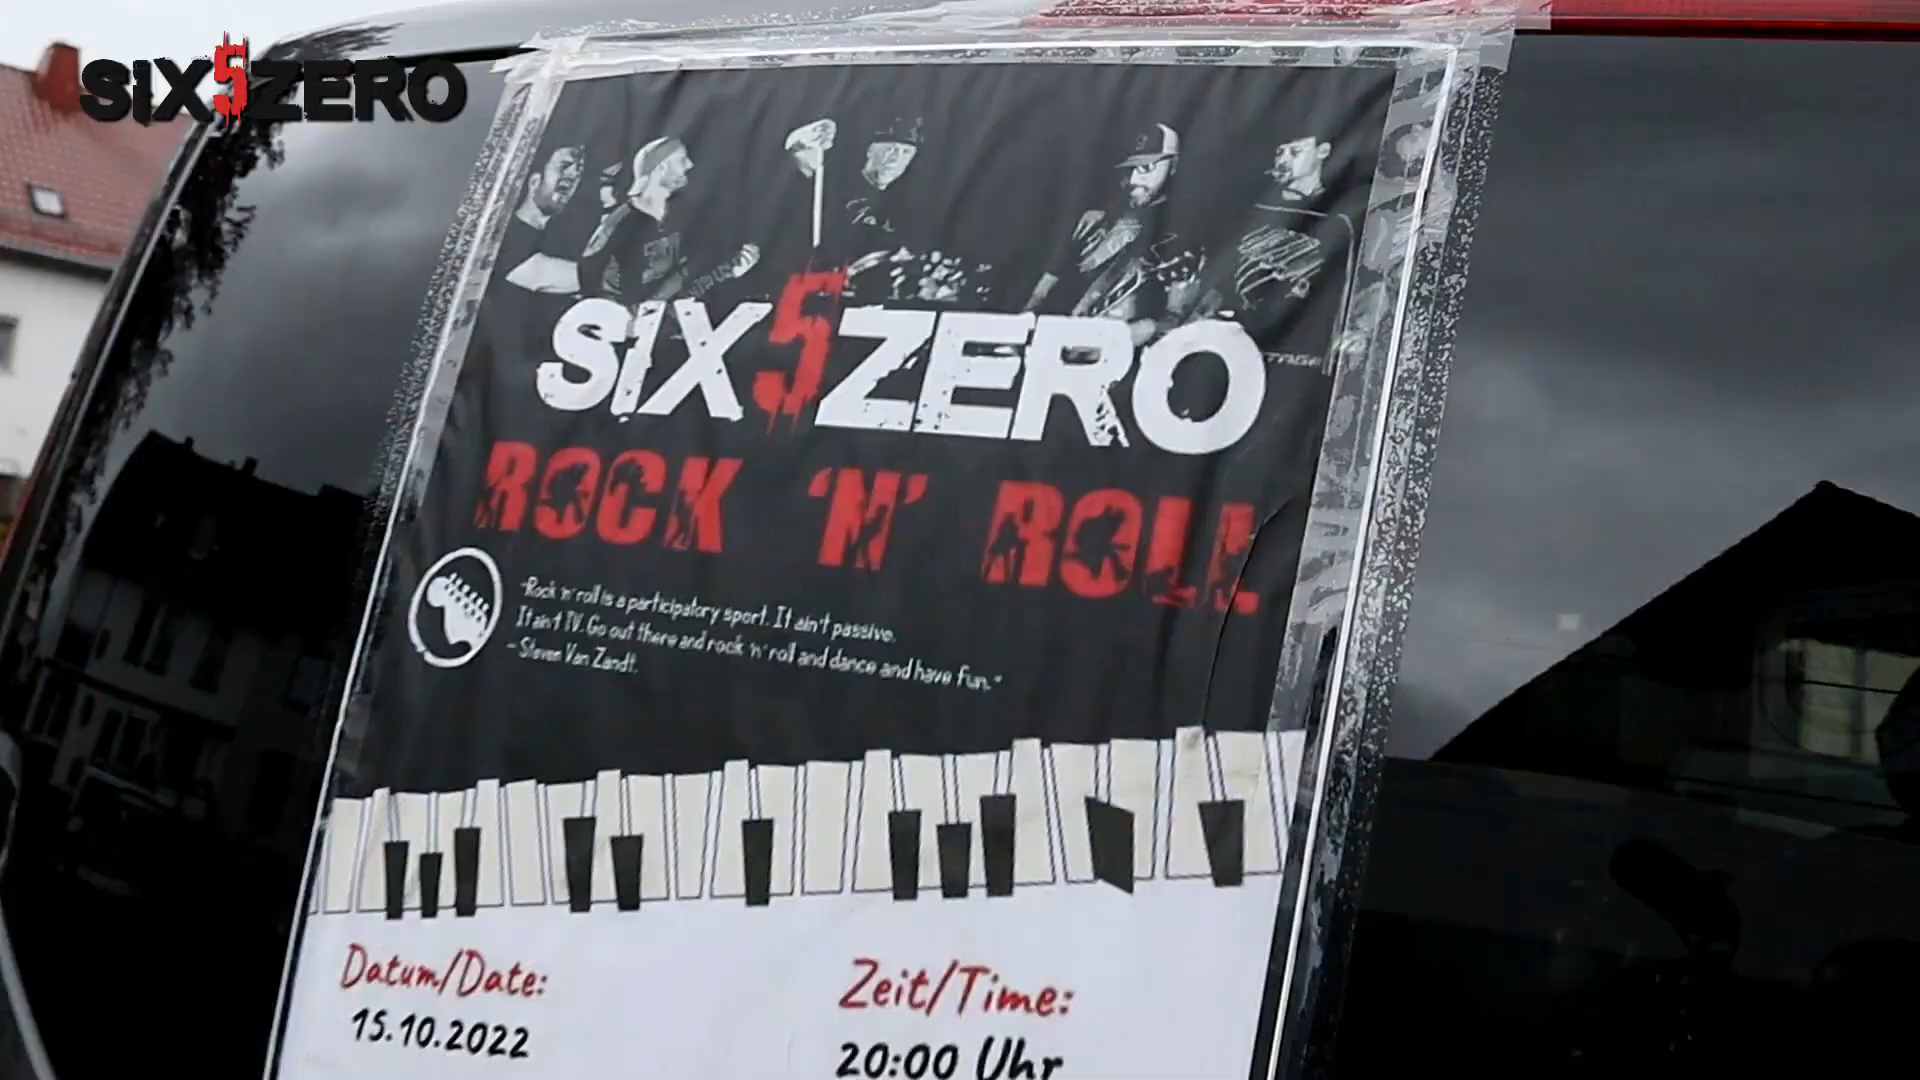 SiX5ZERO
SiX5ZERO
ROCK 'N' ROLL
"Rock 'n' roll is a participatory sport. It ain't passive.
It ain't TV. Go out there and rock 'n' roll and dance and have fun."
- Steven Van Zandt.
Datum/Date:
15.10.2022
Zeit/Time:
20:00 Uhr